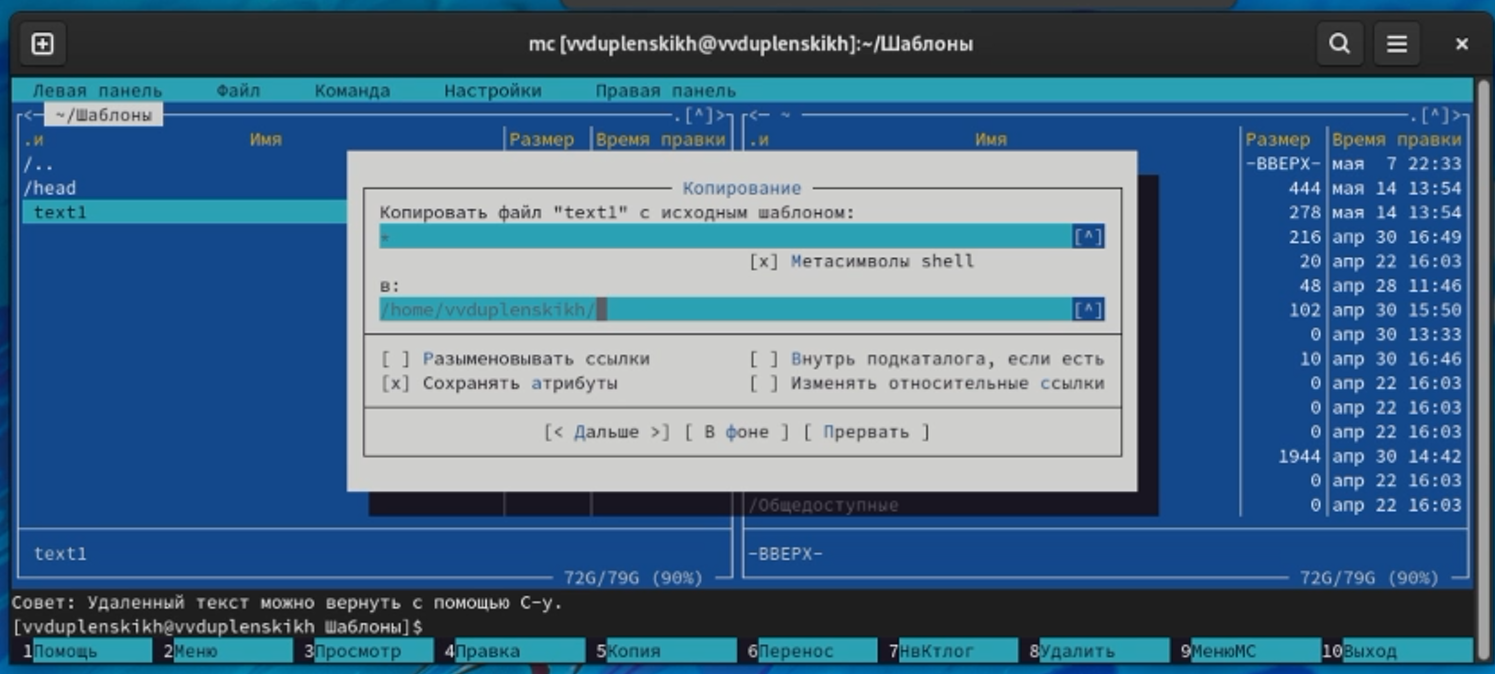 mc [vvduplenskikh@vvduplenskikh]:~/Шаблоны
Левая панель Файл Команда Настройки Правая панель
<─ ~/Шаблоны .[^]> <─ ~ .[^]>
.и Имя Размер Время правки .и Имя Размер Время правки
/.. -ВВЕРХ- мая 7 22:33
/head 444 мая 14 13:54
text1 278 мая 14 13:54
216 апр 30 16:49
20 апр 22 16:03
48 апр 28 11:46
102 апр 30 15:50
0 апр 30 13:33
10 апр 30 16:46
0 апр 22 16:03
0 апр 22 16:03
0 апр 22 16:03
1944 апр 30 14:42
0 апр 22 16:03
/Общедоступные 0 апр 22 16:03
Копирование
Копировать файл "text1" с исходным шаблоном:
* [^]
[x] Метасимволы shell
в:
/home/vvduplenskikh/ [^]
[ ] Разыменовывать ссылки [ ] Внутрь подкаталога, если есть
[x] Сохранять атрибуты [ ] Изменять относительные ссылки
[< Дальше >] [ В фоне ] [ Прервать ]
text1 -ВВЕРХ-
72G/79G (90%) 72G/79G (90%)
Совет: Удаленный текст можно вернуть с помощью C-y.
[vvduplenskikh@vvduplenskikh Шаблоны]$
1Помощь 2Меню 3Просмотр 4Правка 5Копия 6Перенос 7НвКтлог 8Удалить 9МенюMC 10Выход